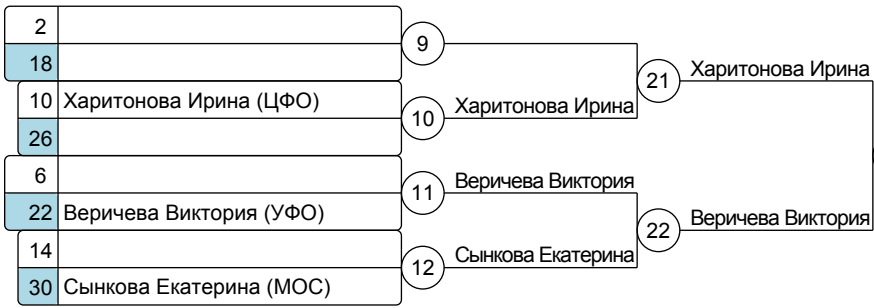 2
18
9
10 Харитонова Ирина (ЦФО)
26
10
Харитонова Ирина
21
Харитонова Ирина
6
22 Веричева Виктория (УФО)
11
Веричева Виктория
14
30 Сынкова Екатерина (МОС)
12
Сынкова Екатерина
22
Веричева Виктория